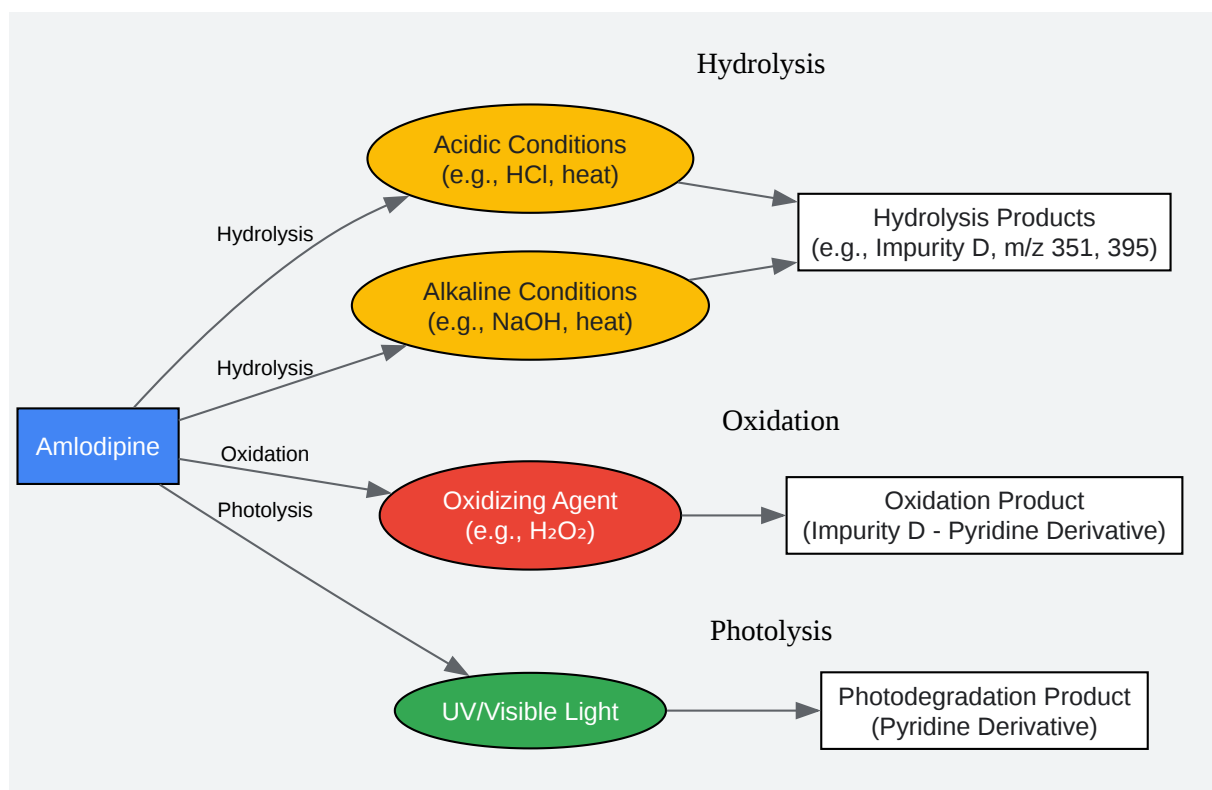 Hydrolysis
Acidic Conditions
(e.g., HCl, heat)
Hydrolysis
Hydrolysis Products
(e.g., Impurity D, m/z 351, 395)
Alkaline Conditions
(e.g., NaOH, heat)
Hydrolysis
Amlodipine
Oxidation
Oxidation
Oxidizing Agent
(e.g., H₂O₂)
Oxidation Product
(Impurity D - Pyridine Derivative)
Photolysis
Photolysis
UV/Visible Light
Photodegradation Product
(Pyridine Derivative)